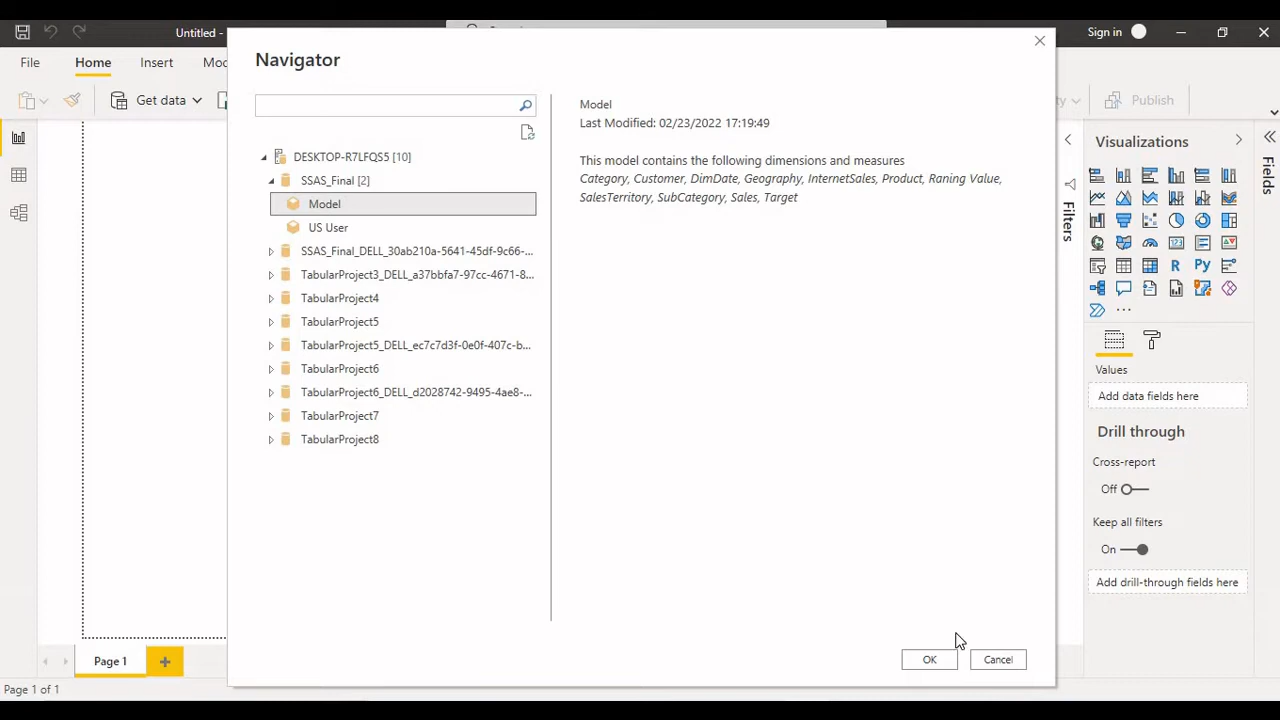 Untitled -
Sign in
Navigator
File
Home
Insert
Get data
Publish
Model
Last Modified: 02/23/2022 17:19:49
This model contains the following dimensions and measures
Category, Customer, DimDate, Geography, InternetSales, Product, Raning Value,
SalesTerritory, SubCategory, Sales, Target
DESKTOP-R7LFQS5 [10]
SSAS_Final [2]
Model
US User
SSAS_Final_DELL_30ab210a-5641-45df-9c66-...
TabularProject3_DELL_a37bbfa7-97cc-4671-8...
TabularProject4
TabularProject5
TabularProject5_DELL_ec7c7d3f-0e0f-407c-b...
TabularProject6
TabularProject6_DELL_d2028742-9495-4ae8-...
TabularProject7
TabularProject8
OK
Cancel
Filters
Visualizations
R
Py
123
Values
Add data fields here
Drill through
Cross-report
Off
Keep all filters
On
Add drill-through fields here
Fields
Page 1
Page 1 of 1